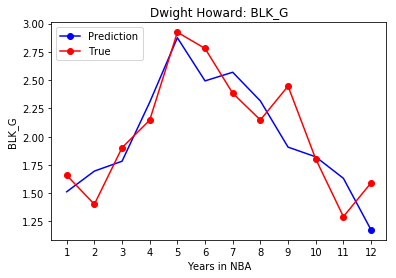 Dwight Howard: BLK_G
Prediction
True
BLK_G
3.00
2.75
2.50
2.25
2.00
1.75
1.50
1.25
1 2 3 4 5 6 7 8 9 10 11 12
Years in NBA